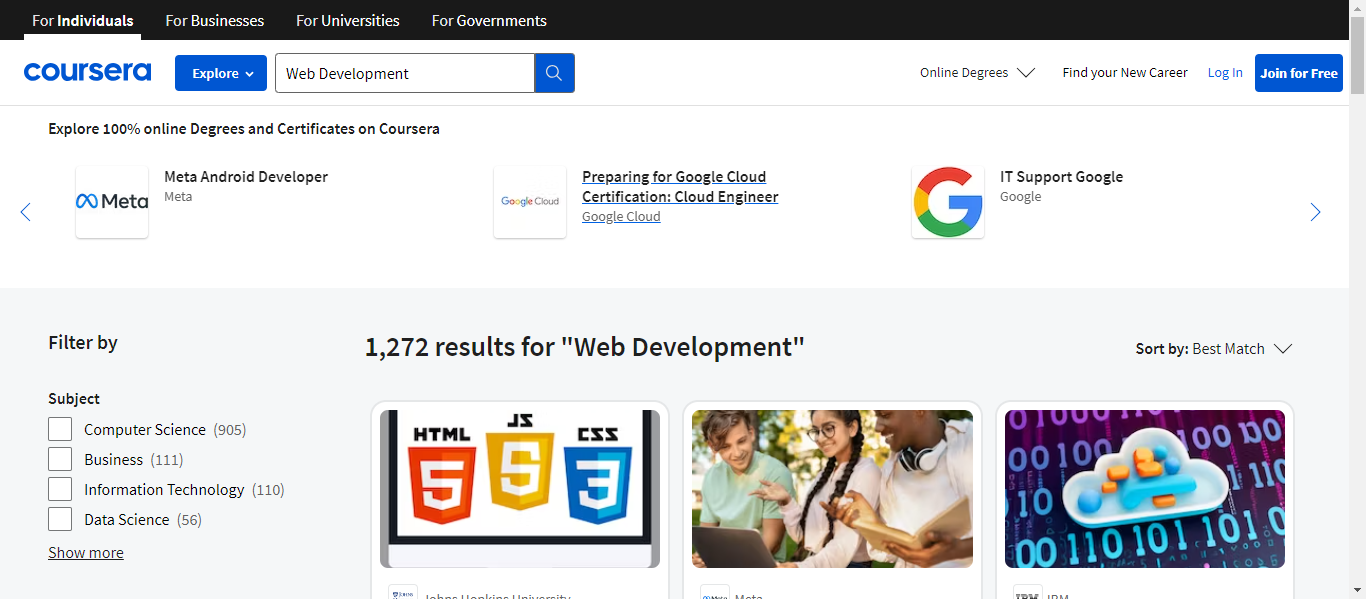 For Individuals
For Businesses
For Universities
For Governments
coursera
Explore
Web Development
Online Degrees
Find your New Career
Log In
Join for Free
Explore 100% online Degrees and Certificates on Coursera
Meta
Meta Android Developer
Meta
Google Cloud
Preparing for Google Cloud
Certification: Cloud Engineer
Google Cloud
IT Support Google
Google
Filter by
1,272 results for "Web Development"
Sort by: Best Match
Subject
Computer Science (905)
Business (111)
Information Technology (110)
Data Science (56)
Show more
HTML
JS
CSS
5
5
3
Johns Hopkins University
Meta
IBM
IBM